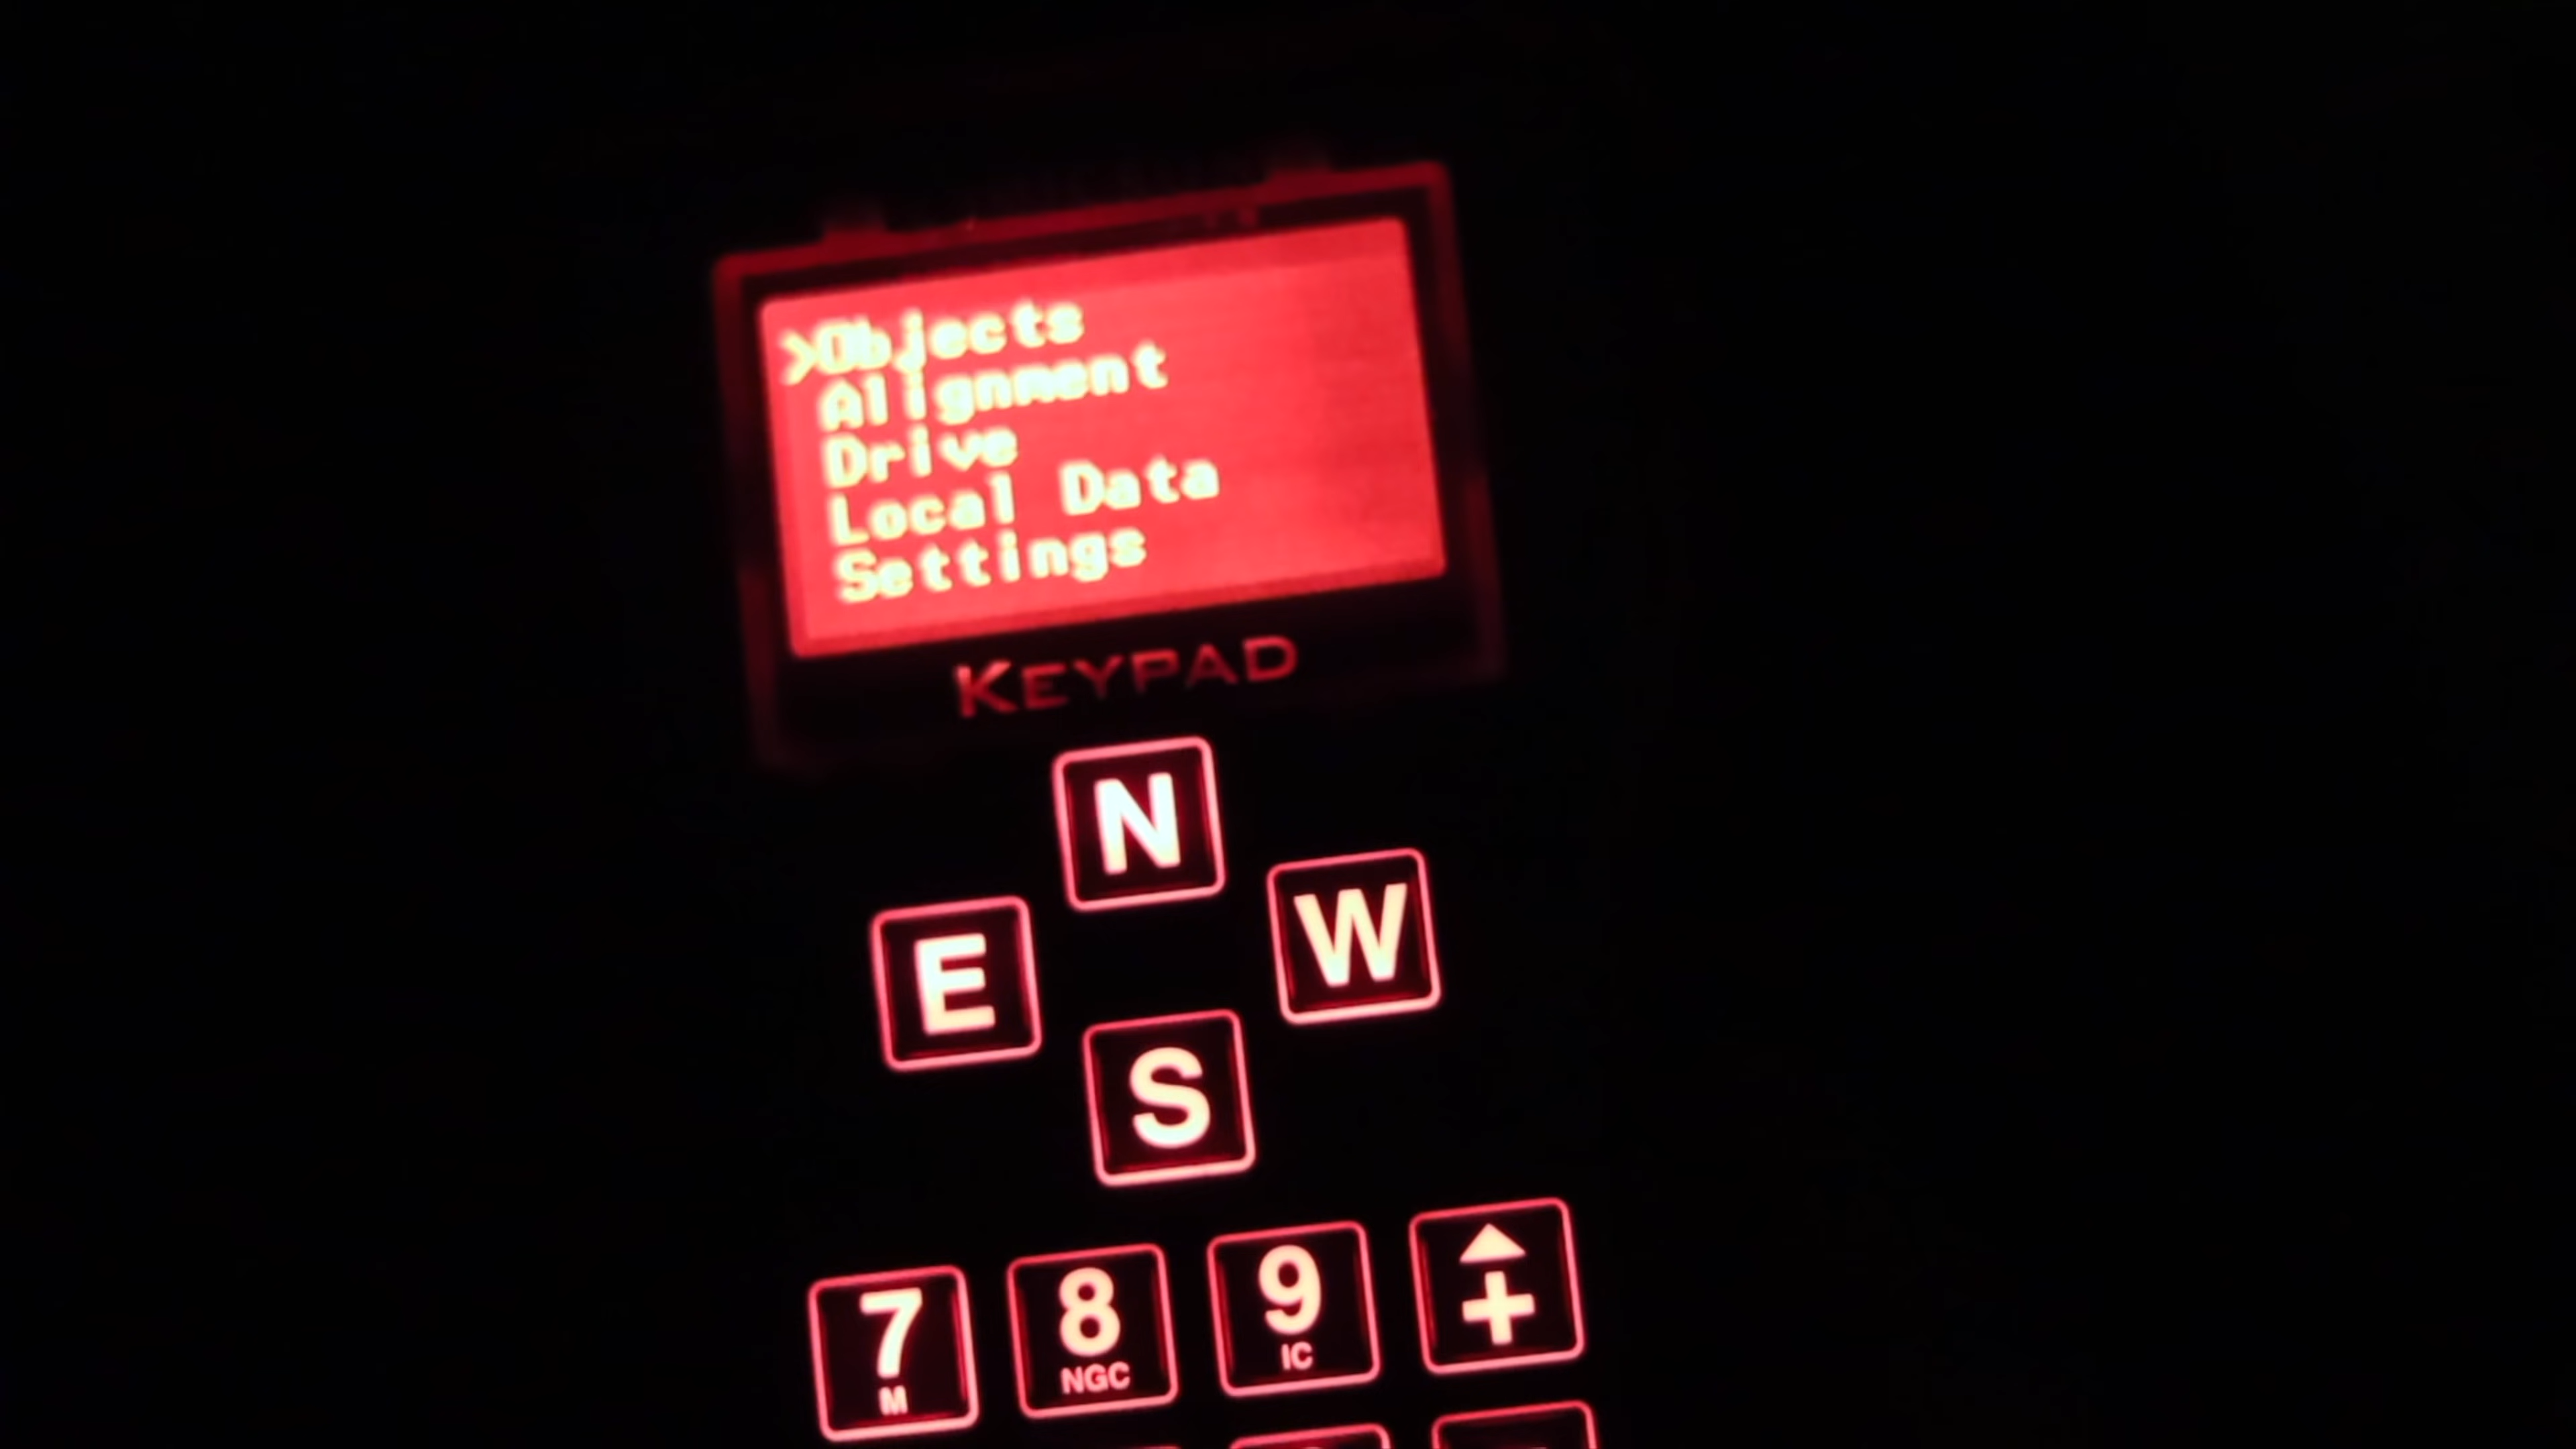 >Objects
Alignment
Drive
Local Data
Settings
KEYPAD
N
E
W
S
7
8
9
+
M
NGC
IC